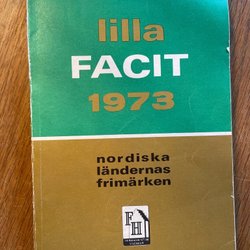 lilla
FACIT
1973
nordiska
ländernas
frimärken
FH